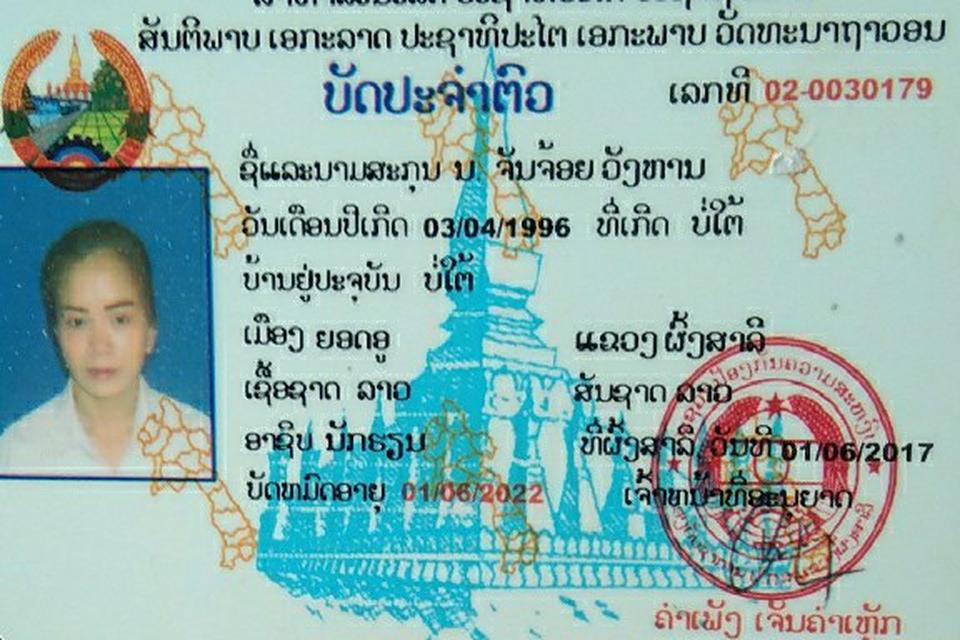 ສັນຕິພາບ ເອກະລາດ ປະຊາທິປະໄຕ ເອກະພາບ ວັດທະນາຖາວອນ
ບັດປະຈຳຕົວ ເລກທີ 02-0030179
ຊື່ແລະນາມສະກຸນ ນ. ຈັນຈ້ອຍ ວັງຫານ
ວັນເດືອນປີເກີດ 03/04/1996 ທີ່ເກີດ ບໍ່ໃຕ້
ບ້ານຢູ່ປະຈຸບັນ ບໍ່ໃຕ້
ເມືອງ ຍອດອູ ແຂວງ ຜົ້ງສາລີ
ເຊື້ອຊາດ ລາວ ສັນຊາດ ລາວ
ອາຊິບ ນັກຮຽນ ທີ່ຜົ້ງສາລີ, ວັນທີ 01/06/2017
ບັດຫມົດອາຍຸ 01/06/2022 ເຈົ້າຫນ້າທີ່ອະນຸຍາດ
ຄຳເພັງ ເຈັນຄຳເຫັກ